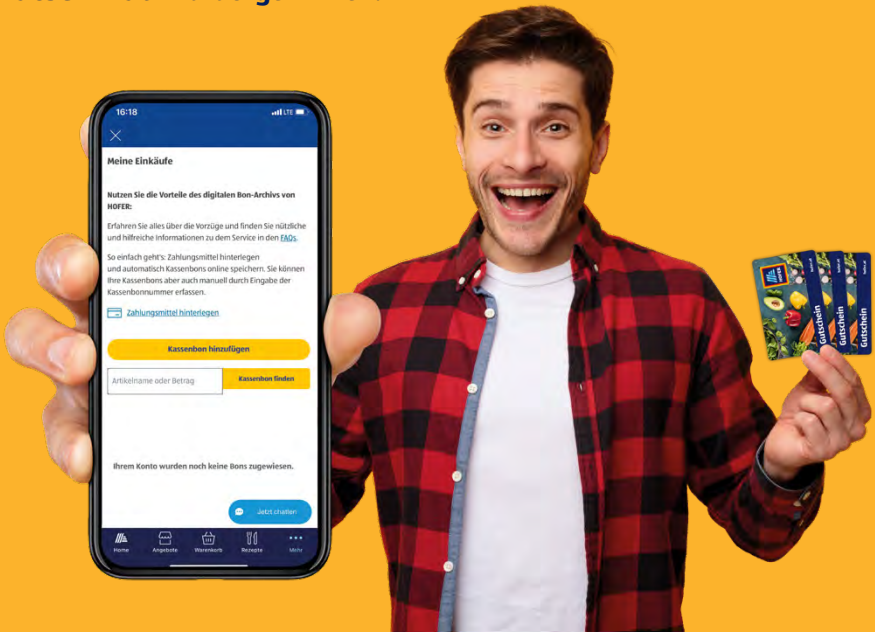 16:18
LTE
Meine Einkäufe
Nutzen Sie die Vorteile des digitalen Bon-Archivs von
HOFER:
Erfahren Sie alles über die Vorzüge und finden Sie nützliche
und hilfreiche Informationen zu dem Service in den FAQs.
So einfach geht's: Zahlungsmittel hinterlegen
und automatisch Kassenbons online speichern. Sie können
Ihre Kassenbons aber auch manuell durch Eingabe der
Kassenbonnummer erfassen.
Zahlungsmittel hinterlegen
Kassenbon hinzufügen
Artikelname oder Betrag
Kassenbon finden
Ihrem Konto wurden noch keine Bons zugewiesen.
Jetzt chatten
Home Angebote Warenkorb Rezepte Mehr
HOFER
Gutschein
Gutschein
Gutschein